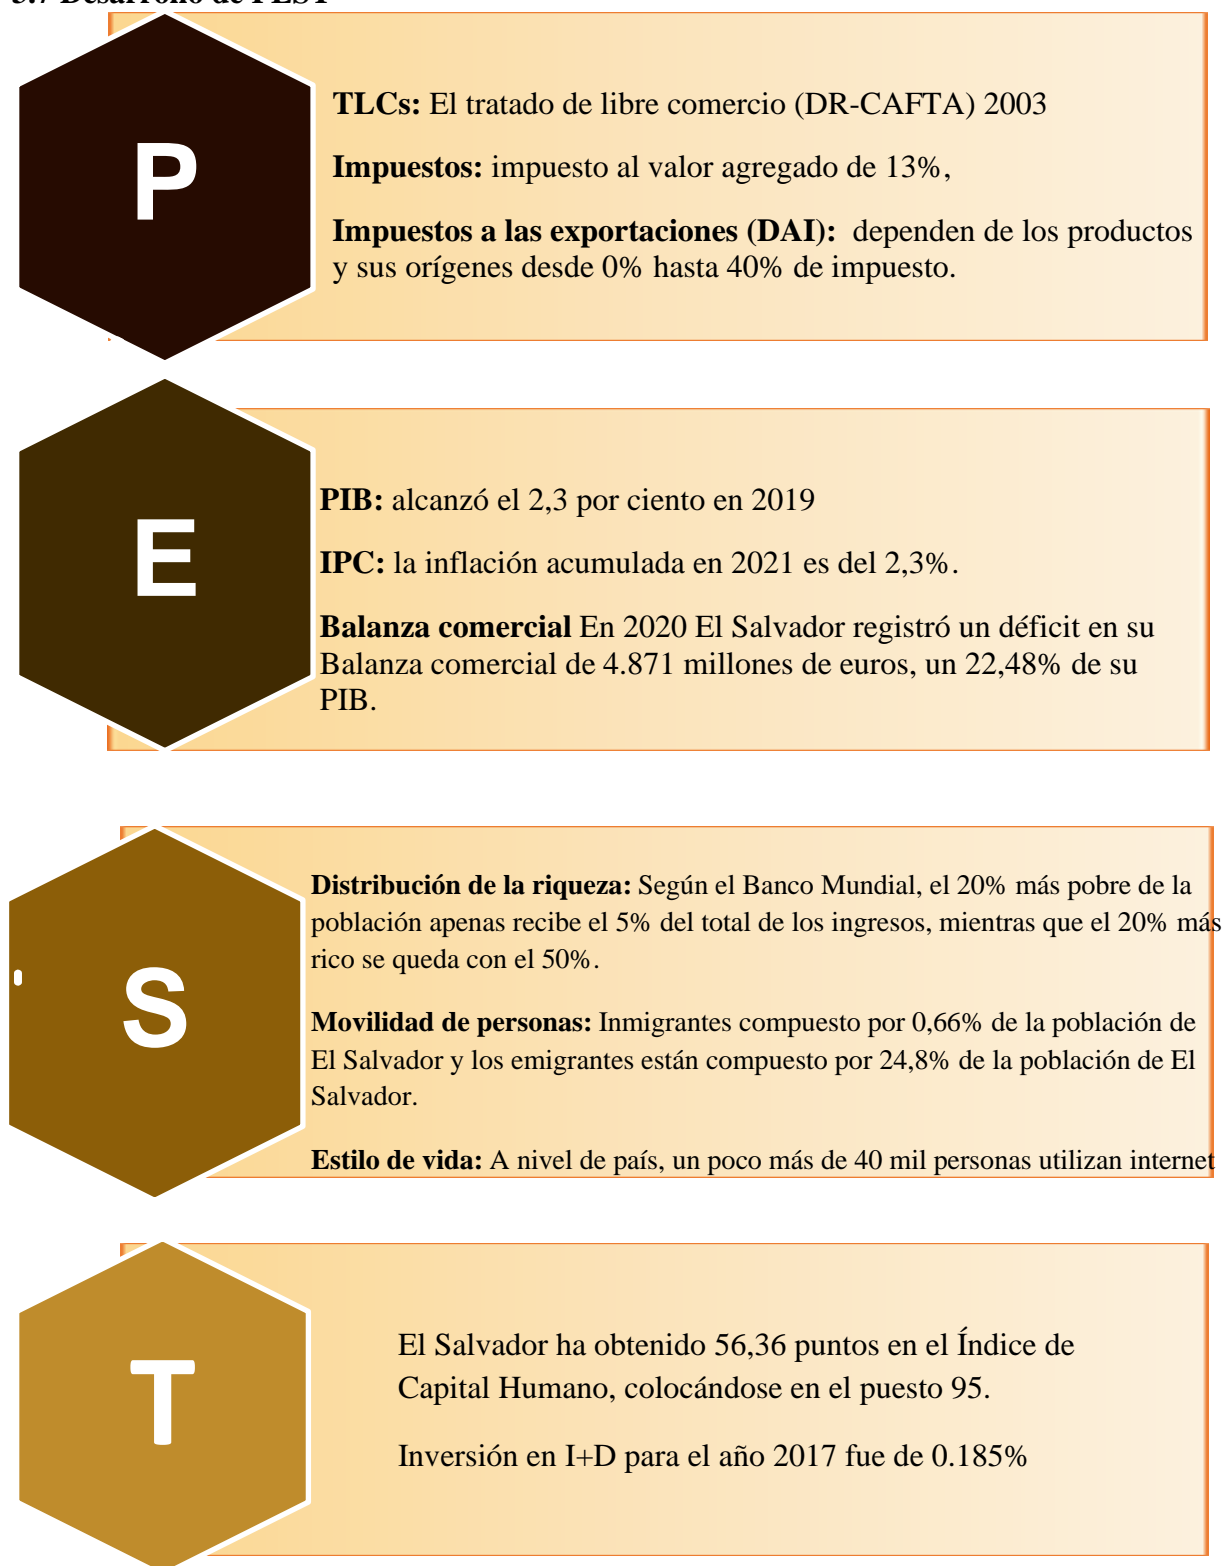 3.7 Desarrollo de PEST
P
TLCs: El tratado de libre comercio (DR-CAFTA) 2003
Impuestos: impuesto al valor agregado de 13%,
Impuestos a las exportaciones (DAI): dependen de los productos
y sus orígenes desde 0% hasta 40% de impuesto.
E
PIB: alcanzó el 2,3 por ciento en 2019
IPC: la inflación acumulada en 2021 es del 2,3%.
Balanza comercial En 2020 El Salvador registró un déficit en su
Balanza comercial de 4.871 millones de euros, un 22,48% de su
PIB.
S
Distribución de la riqueza: Según el Banco Mundial, el 20% más pobre de la
población apenas recibe el 5% del total de los ingresos, mientras que el 20% más
rico se queda con el 50%.
Movilidad de personas: Inmigrantes compuesto por 0,66% de la población de
El Salvador y los emigrantes están compuesto por 24,8% de la población de El
Salvador.
Estilo de vida: A nivel de país, un poco más de 40 mil personas utilizan internet
T
El Salvador ha obtenido 56,36 puntos en el Índice de
Capital Humano, colocándose en el puesto 95.
Inversión en I+D para el año 2017 fue de 0.185%